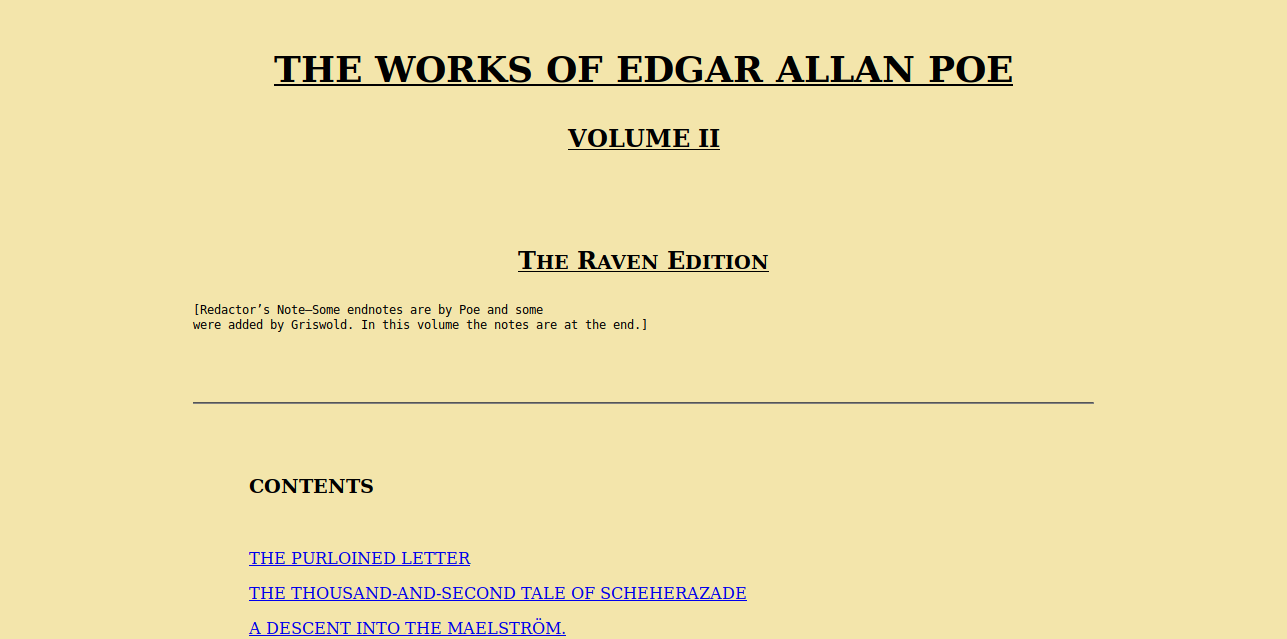 THE WORKS OF EDGAR ALLAN POE
VOLUME II
The Raven Edition
[Redactor’s Note—Some endnotes are by Poe and some
were added by Griswold. In this volume the notes are at the end.]
CONTENTS
THE PURLOINED LETTER
THE THOUSAND-AND-SECOND TALE OF SCHEHERAZADE
A DESCENT INTO THE MAELSTRÖM.